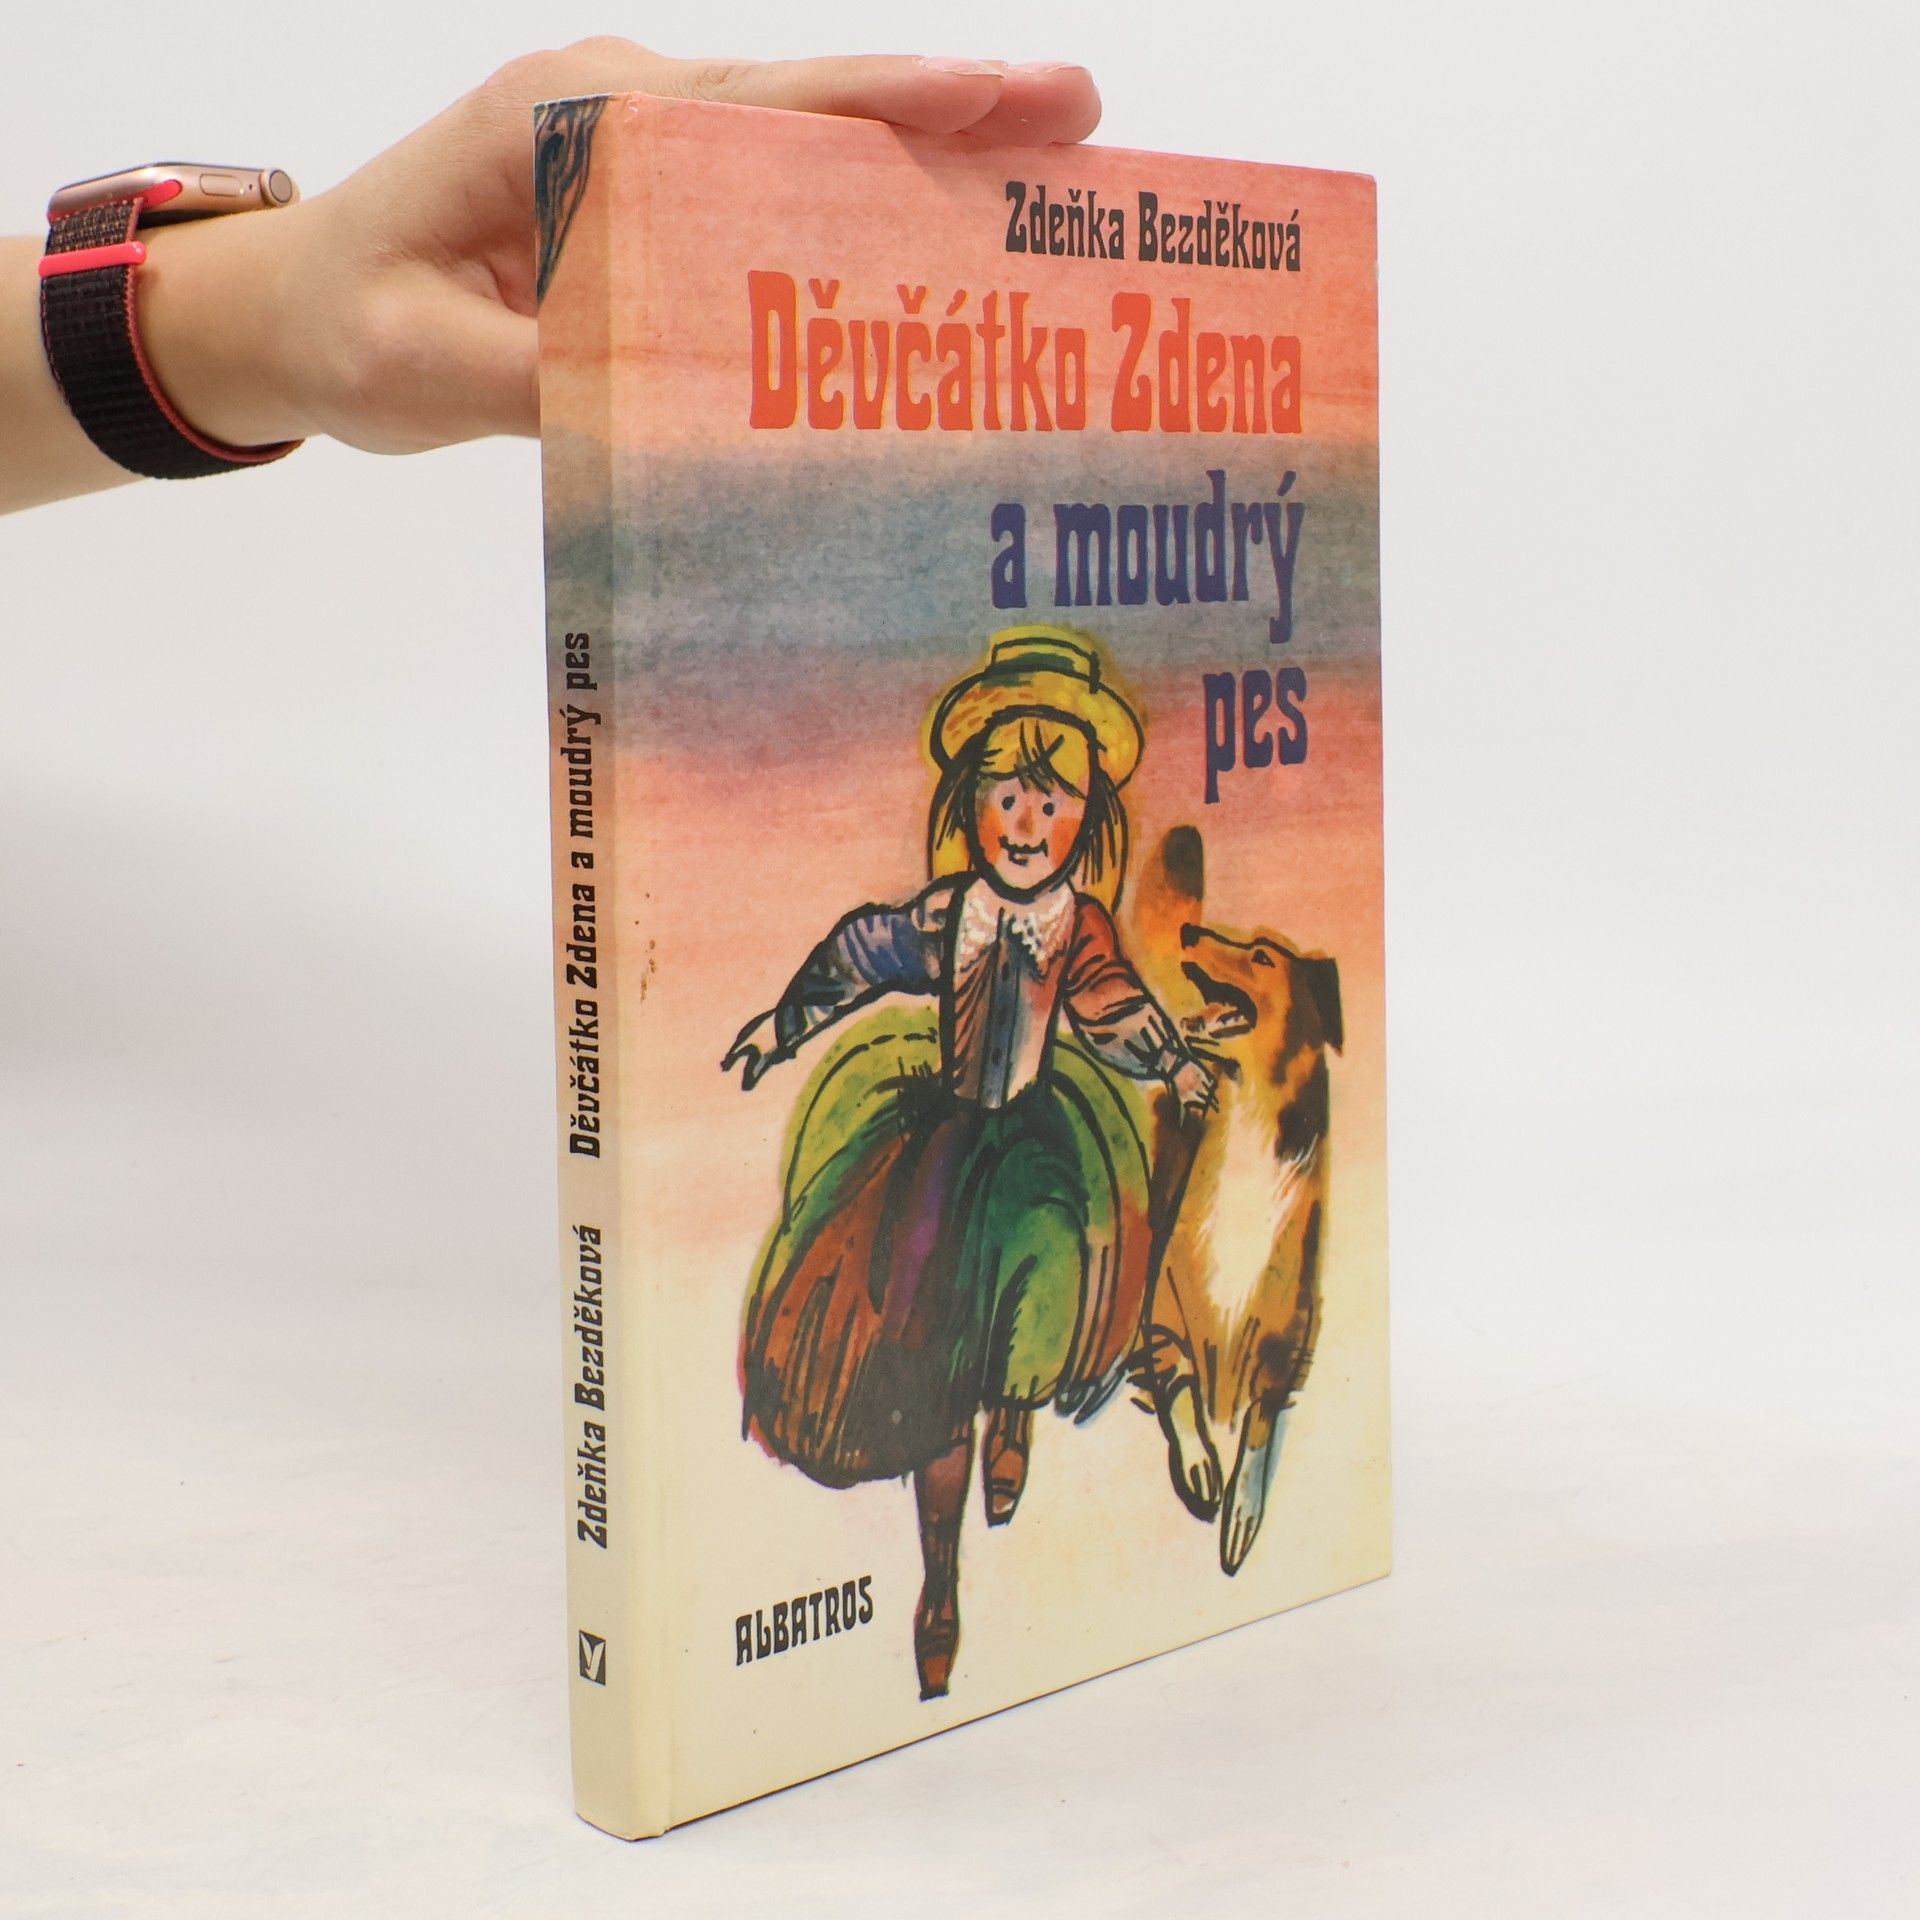 Zdeňka Bezděková
Děvčátko Zdena
a moudrý
pes
ALBATROS
Zdeňka Bezděková Děvčátko Zdena a moudrý pes